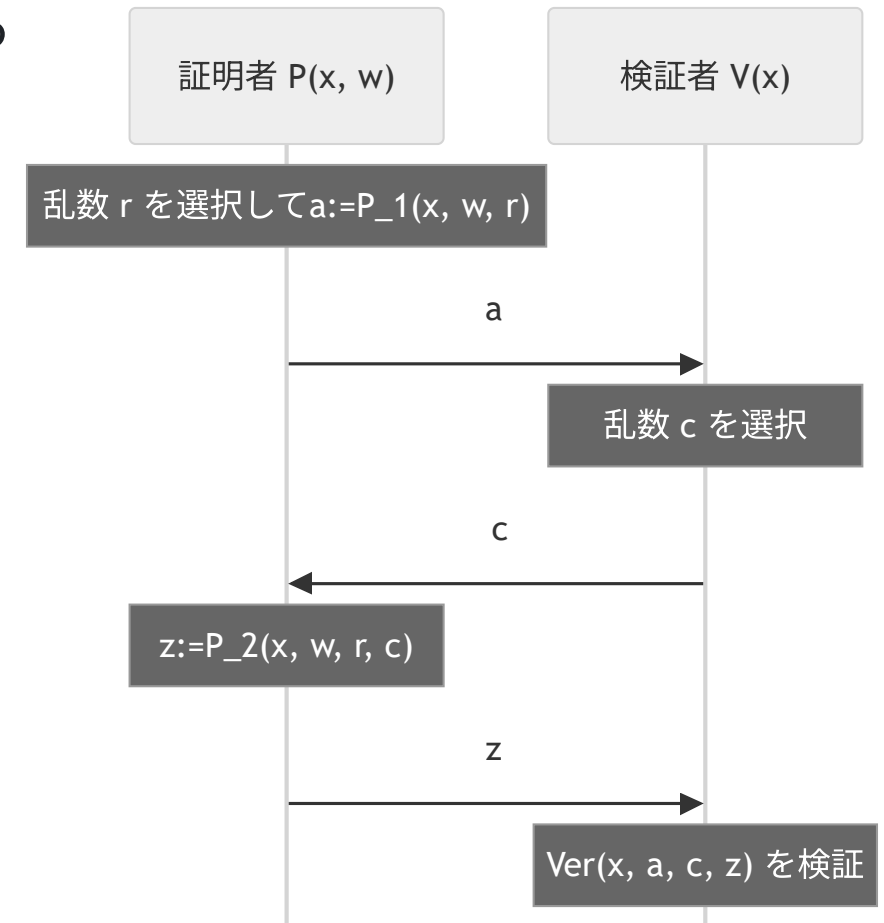 証明者 P(x, w)
検証者 V(x)
乱数 r を選択してa:=P_1(x, w, r)
a
乱数 c を選択
c
z:=P_2(x, w, r, c)
z
Ver(x, a, c, z) を検証